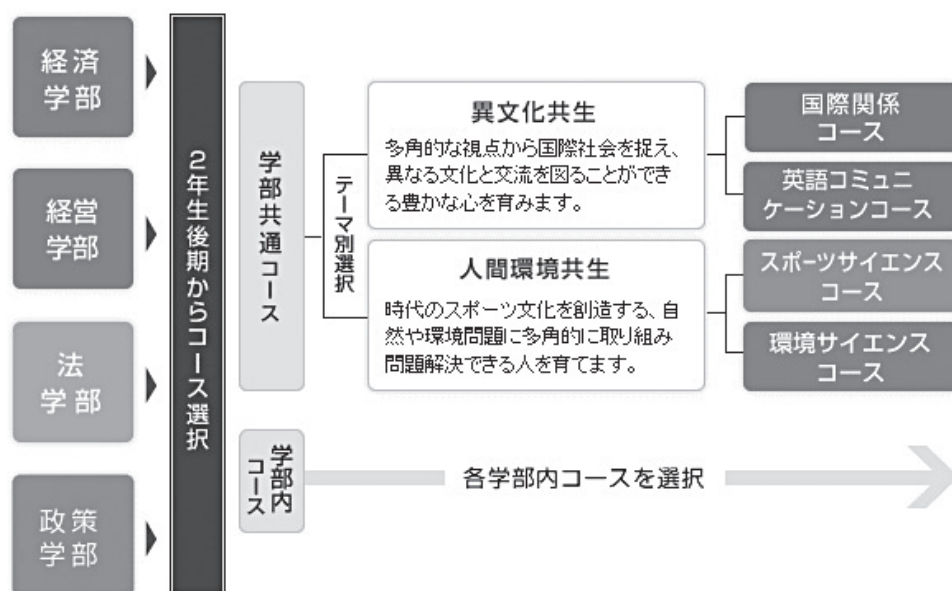 経済
学部
経営
学部
法
学部
政策
学部
2年生後期からコース選択
学部共通コース
テーマ別選択
異文化共生
多角的な視点から国際社会を捉え、
異なる文化と交流を図ることができ
る豊かな心を育みます。
国際関係
コース
英語コミュニ
ケーションコース
人間環境共生
時代のスポーツ文化を創造する、自
然や環境問題に多角的に取り組み
問題解決できる人を育てます。
スポーツサイエンス
コース
環境サイエンス
コース
学部内
コース
各学部内コースを選択